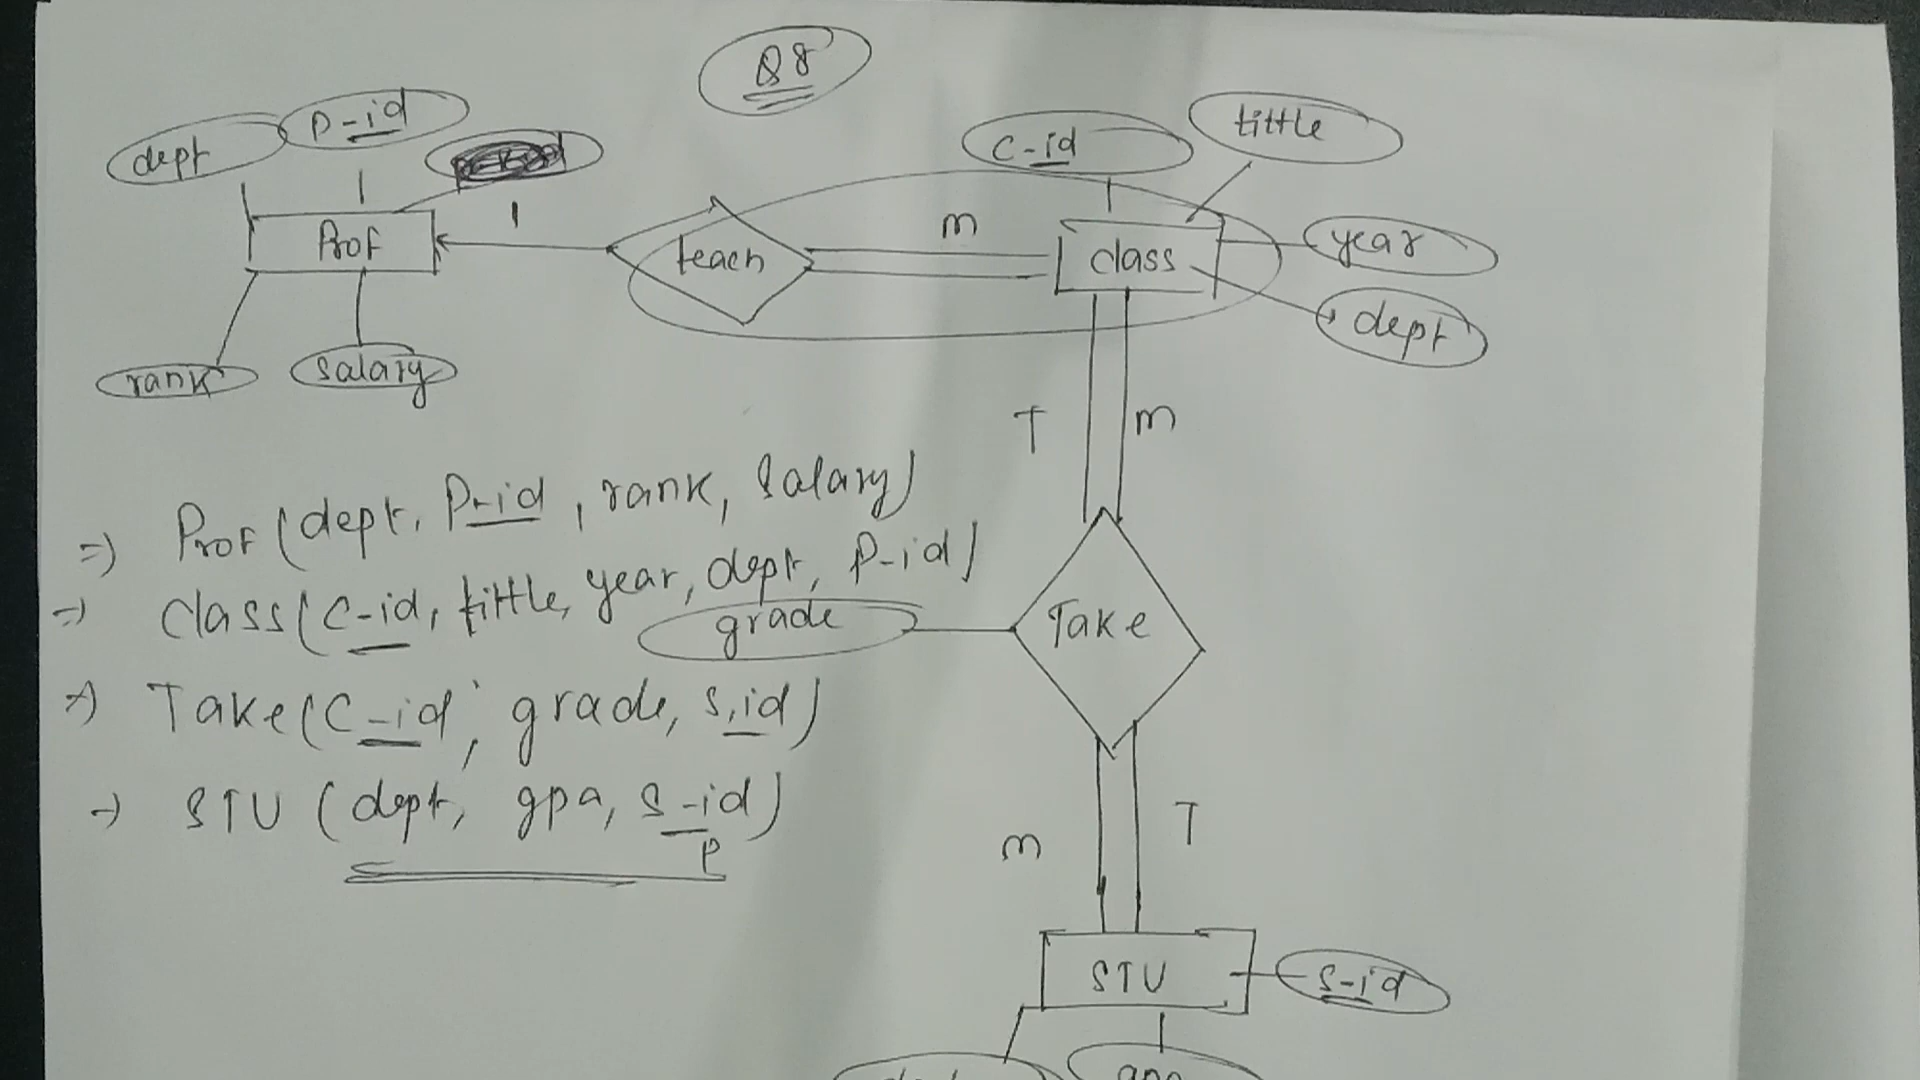 Q8
dept
P-id
tittle
C-id
1
m
Prof
teach
class
year
dept
rank
salary
T
m
=) Prof (dept, P-id, rank, salary)
=) class (C-id, tittle, year, dept, P-id)
grade
Take
=) Take (C-id, grade, s,id)
-) STU (dept, gpa, S-id)
P
m
T
STU
S-id